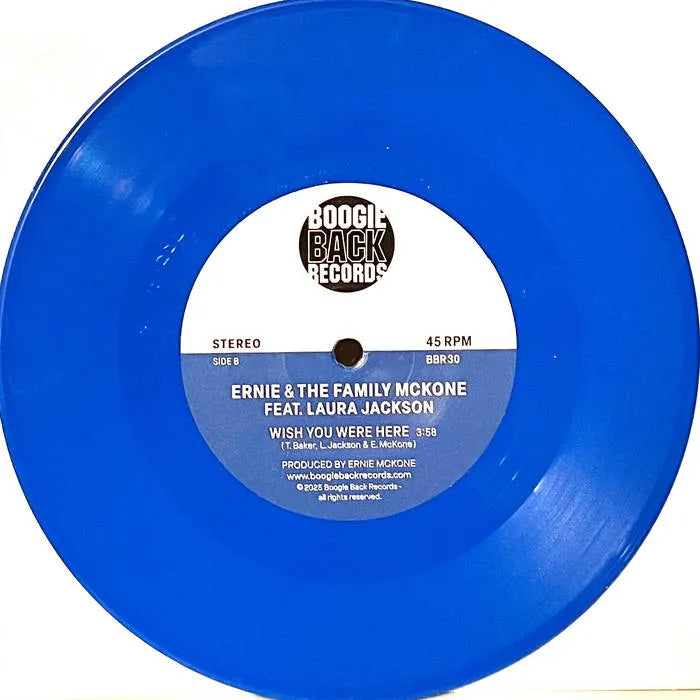 BOOGIE
BACK
RECORDS
STEREO
45 RPM
SIDE B
BBR30
ERNIE & THE FAMILY MCKONE
FEAT. LAURA JACKSON
WISH YOU WERE HERE 3:58
(T. Baker, L. Jackson & E. McKone)
PRODUCED BY ERNIE MCKONE
www.boogiebackrecords.com
© 2025 Boogie Back Records -
all rights reserved.